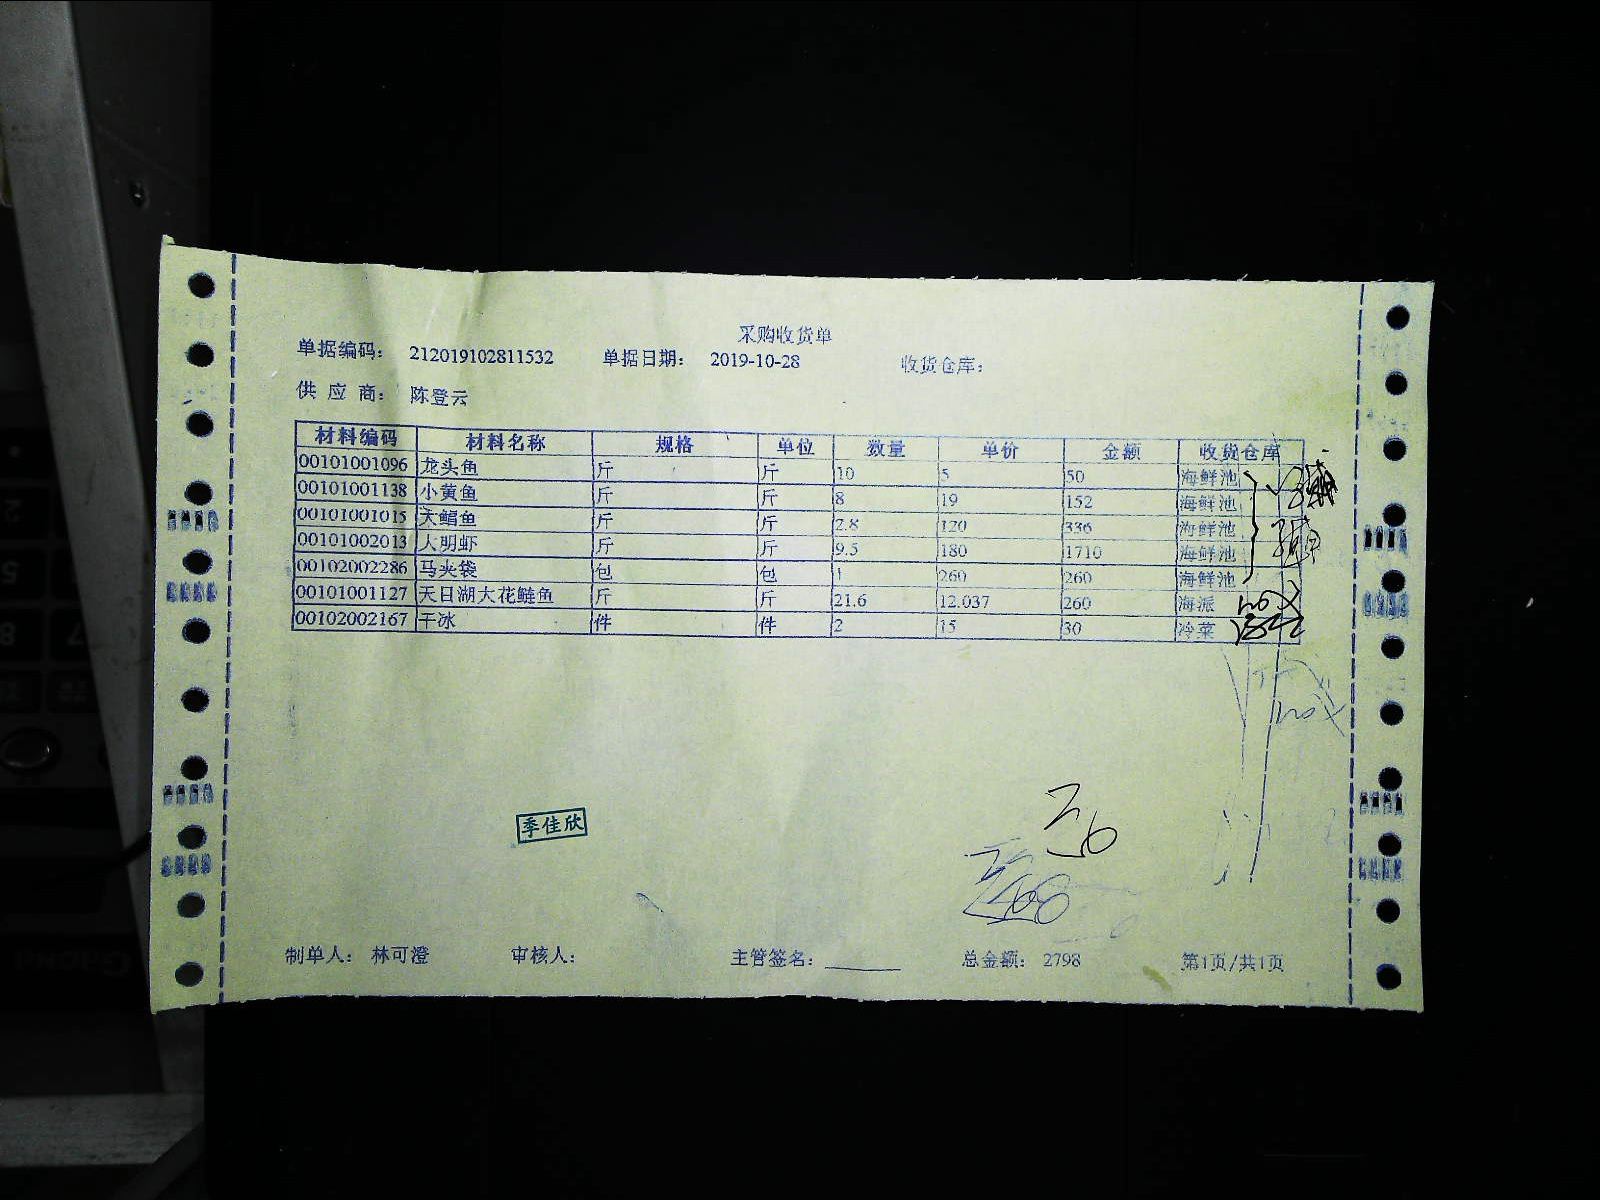 采购收货单
单据编码： 212019102811532 单据日期： 2019-10-28 收货仓库：
供 应 商： 陈登云
材料编码 材料名称 规格 单位 数量 单价 金额 收货仓库
00101001096 龙头鱼 斤 斤 10 5 50 海鲜池
00101001138 小黄鱼 斤 斤 8 19 152 海鲜池
00101001015 大鲳鱼 斤 斤 2.8 120 336 海鲜池
00101002013 大明虾 斤 斤 9.5 180 1710 海鲜池
00102002286 马夹袋 包 包 1 260 260 海鲜池
00101001127 天日湖大花鲢鱼 斤 斤 21.6 12.037 260 海派
00102002167 干冰 件 件 2 15 30 冷菜
季佳欣
制单人： 林可澄 审核人： 主管签名： 总金额： 2798 第1页/共1页